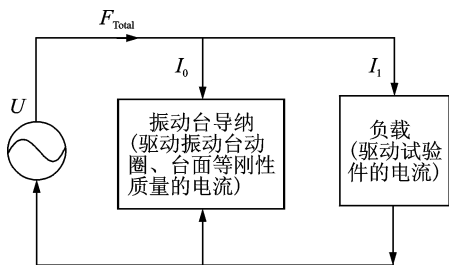 F_Total
I_0
I_1
U
振动台导纳
(驱动振动台动
圈、台面等刚性
质量的电流)
负载
(驱动试验
件的电流)